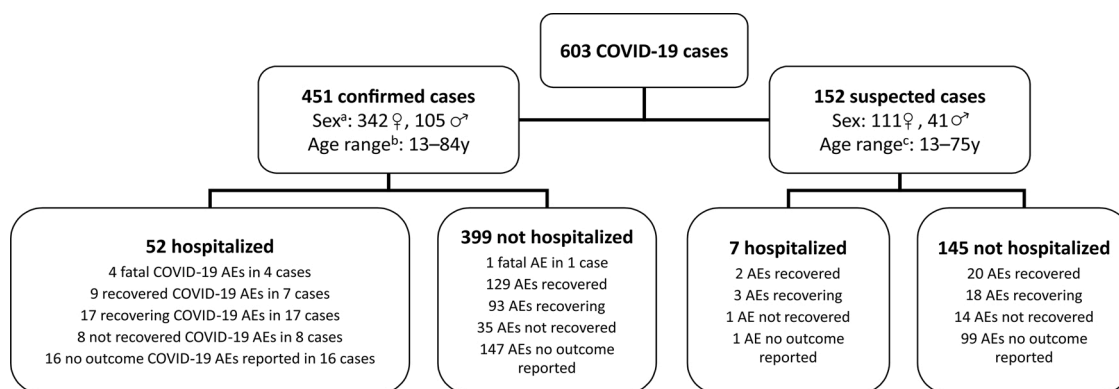 603 COVID-19 cases
451 confirmed cases
Sexᵃ: 342 ♀, 105 ♂
Age rangeᵇ: 13–84y
152 suspected cases
Sex: 111♀, 41♂
Age rangeᶜ: 13–75y
52 hospitalized
4 fatal COVID-19 AEs in 4 cases
9 recovered COVID-19 AEs in 7 cases
17 recovering COVID-19 AEs in 17 cases
8 not recovered COVID-19 AEs in 8 cases
16 no outcome COVID-19 AEs reported in 16 cases
399 not hospitalized
1 fatal AE in 1 case
129 AEs recovered
93 AEs recovering
35 AEs not recovered
147 AEs no outcome
reported
7 hospitalized
2 AEs recovered
3 AEs recovering
1 AE not recovered
1 AE no outcome
reported
145 not hospitalized
20 AEs recovered
18 AEs recovering
14 AEs not recovered
99 AEs no outcome
reported